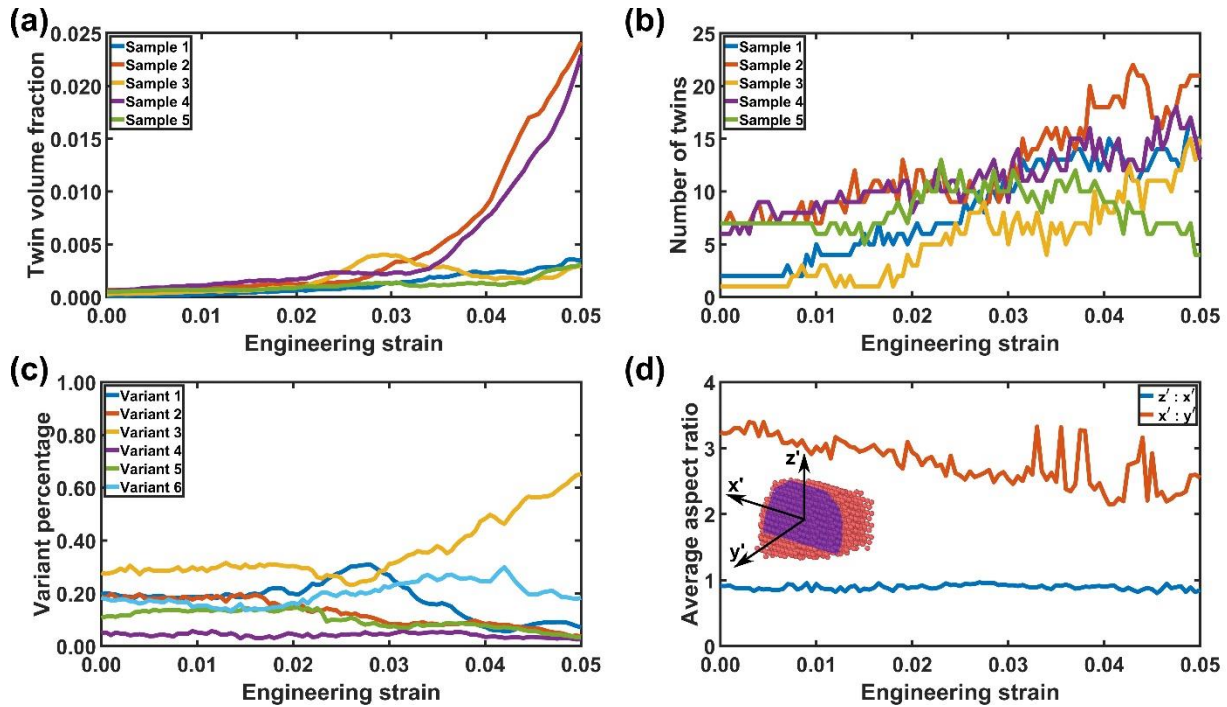 (a)
Twin volume fraction
0.025
0.020
0.015
0.010
0.005
0.000
Sample 1
Sample 2
Sample 3
Sample 4
Sample 5
0.00 0.01 0.02 0.03 0.04 0.05
Engineering strain
(b)
Number of twins
25
20
15
10
5
0
Sample 1
Sample 2
Sample 3
Sample 4
Sample 5
0.00 0.01 0.02 0.03 0.04 0.05
Engineering strain
(c)
Variant percentage
1.00
0.80
0.60
0.40
0.20
0.00
Variant 1
Variant 2
Variant 3
Variant 4
Variant 5
Variant 6
0.00 0.01 0.02 0.03 0.04 0.05
Engineering strain
(d)
Average aspect ratio
4
3
2
1
0
z' : x'
x' : y'
z'
x'
y'
0.00 0.01 0.02 0.03 0.04 0.05
Engineering strain